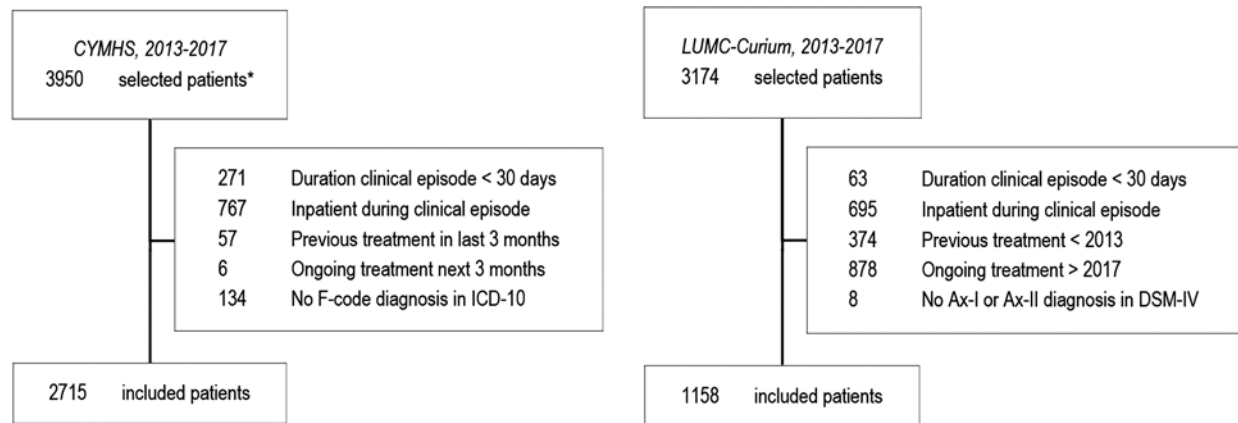 CYMHS, 2013-2017
3950 selected patients*
271 Duration clinical episode < 30 days
767 Inpatient during clinical episode
57 Previous treatment in last 3 months
6 Ongoing treatment next 3 months
134 No F-code diagnosis in ICD-10
2715 included patients
LUMC-Curium, 2013-2017
3174 selected patients
63 Duration clinical episode < 30 days
695 Inpatient during clinical episode
374 Previous treatment < 2013
878 Ongoing treatment > 2017
8 No Ax-I or Ax-II diagnosis in DSM-IV
1158 included patients